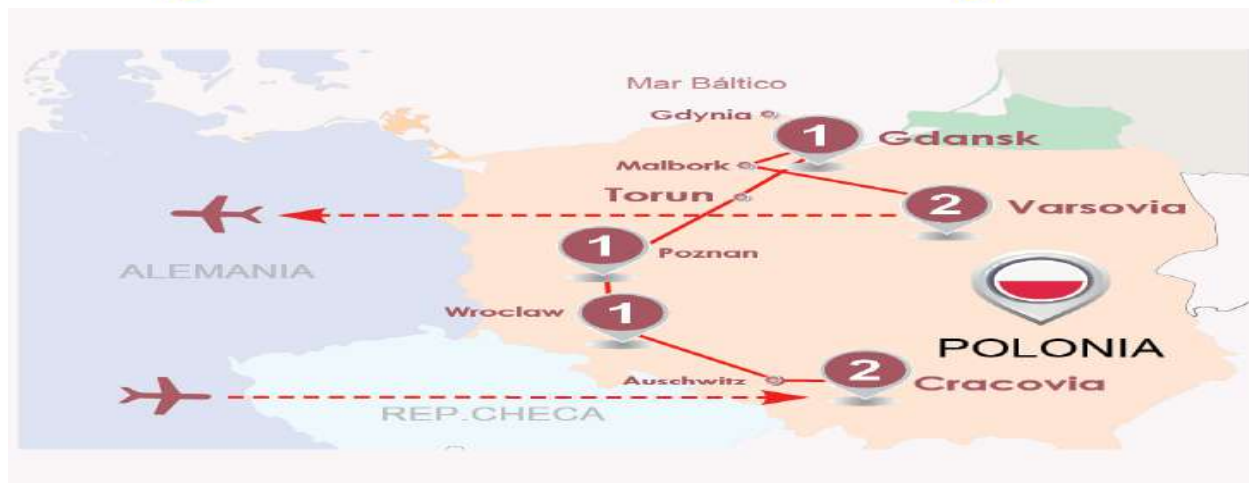 Mar Báltico
Gdynia
1
Gdansk
Malbork
Torun
2
Varsovia
1
Poznan
ALEMANIA
Wroclaw
1
POLONIA
Auschwitz
2
Cracovia
REP.CHECA